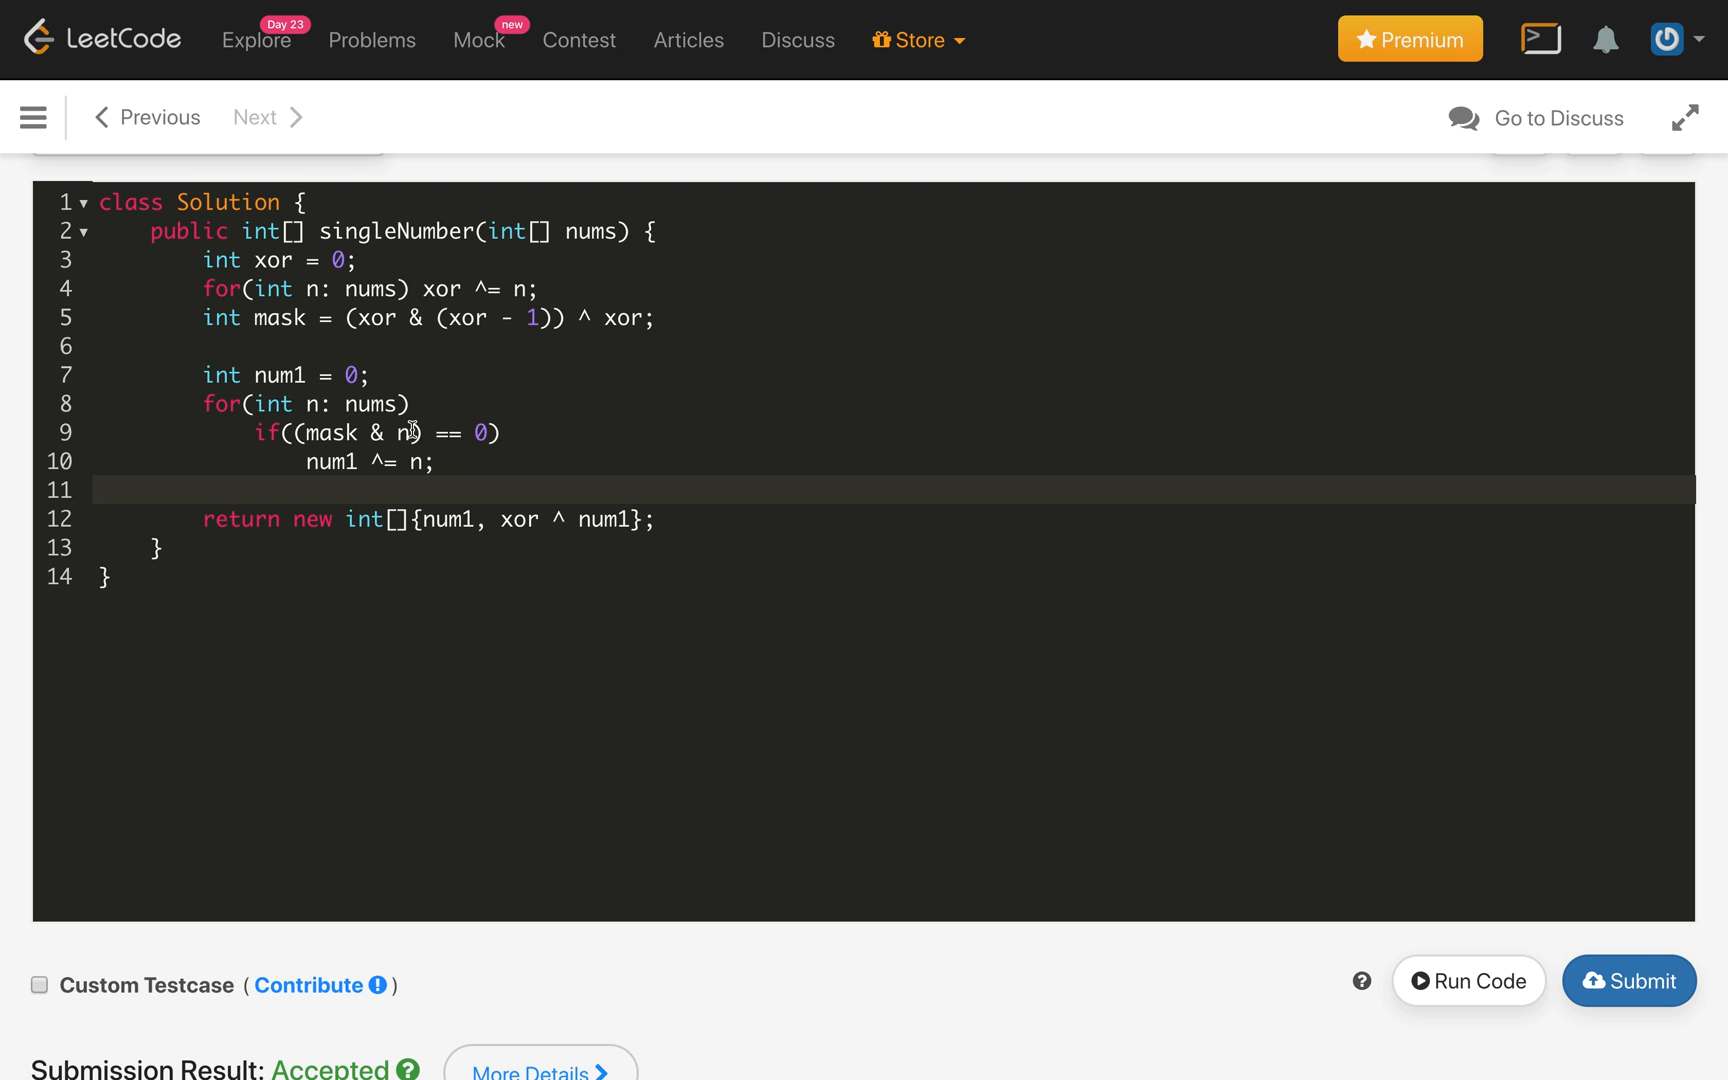 LeetCode Explore Day 23 Problems Mock new Contest Articles Discuss Store Premium
Previous Next Go to Discuss
1 class Solution {
2 public int[] singleNumber(int[] nums) {
3 int xor = 0;
4 for(int n: nums) xor ^= n;
5 int mask = (xor & (xor - 1)) ^ xor;
6
7 int num1 = 0;
8 for(int n: nums)
9 if((mask & n) == 0)
10 num1 ^= n;
11
12 return new int[]{num1, xor ^ num1};
13 }
14 }
Custom Testcase ( Contribute ! ) ? Run Code Submit
Submission Result: Accepted ? More Details